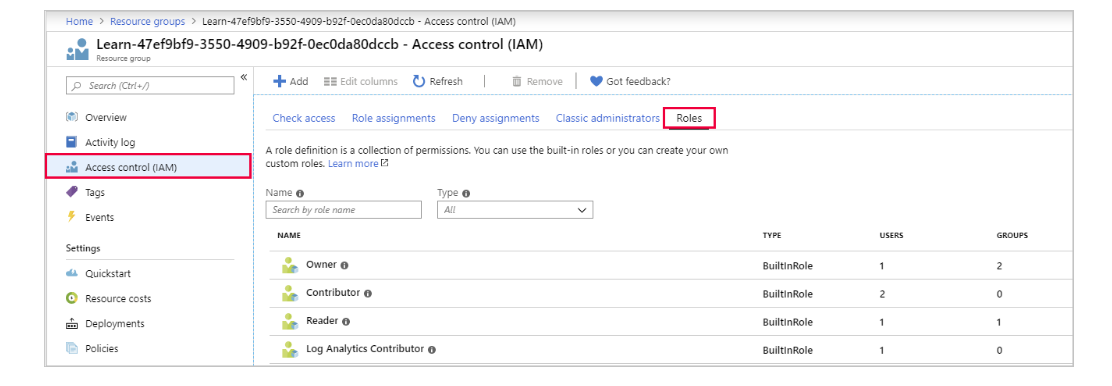 Home > Resource groups > Learn-47ef9bf9-3550-4909-b92f-0ec0da80dccb - Access control (IAM)
Learn-47ef9bf9-3550-4909-b92f-0ec0da80dccb - Access control (IAM)
Resource group
Search (Ctrl+/)
«
Add Edit columns Refresh Remove Got feedback?
Overview
Activity log
Access control (IAM)
Tags
Events
Settings
Quickstart
Resource costs
Deployments
Policies
Check access Role assignments Deny assignments Classic administrators Roles
A role definition is a collection of permissions. You can use the built-in roles or you can create your own
custom roles. Learn more
Name Type
Search by role name All
NAME TYPE USERS GROUPS
Owner BuiltInRole 1 2
Contributor BuiltInRole 2 0
Reader BuiltInRole 1 1
Log Analytics Contributor BuiltInRole 1 0